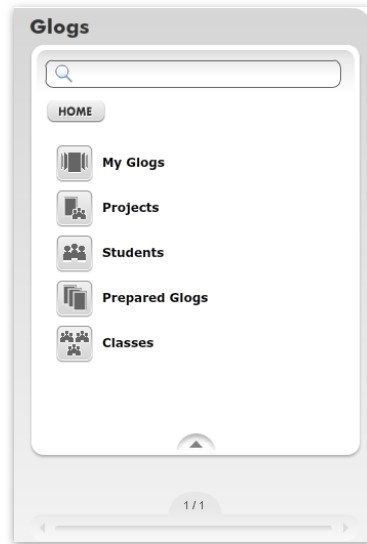 Glogs
HOME
My Glogs
Projects
Students
Prepared Glogs
Classes
1 / 1